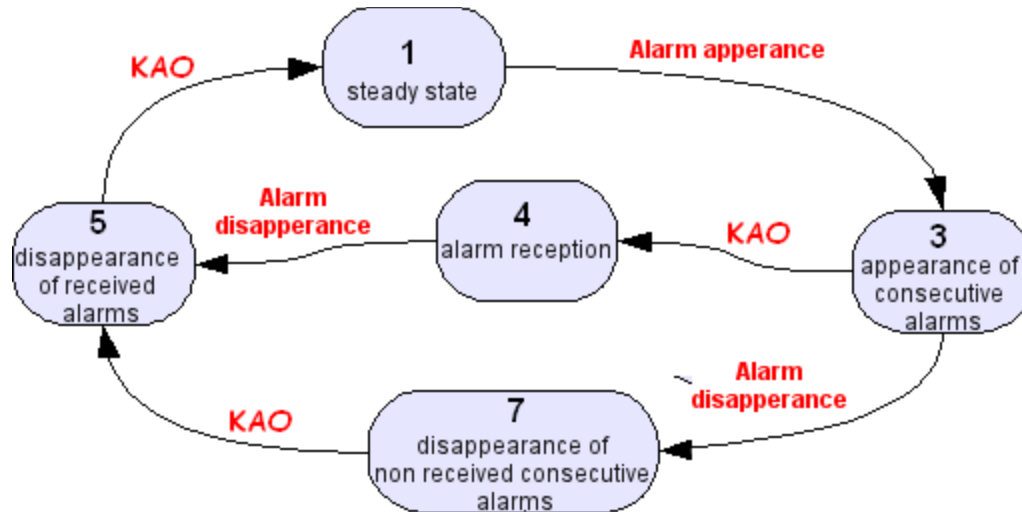 1
steady state
Alarm apperance
KAO
Alarm
disapperance
4
alarm reception
KAO
5
disappearance
of received
alarms
3
appearance of
consecutive
alarms
Alarm
disapperance
KAO
7
disappearance of
non received consecutive
alarms